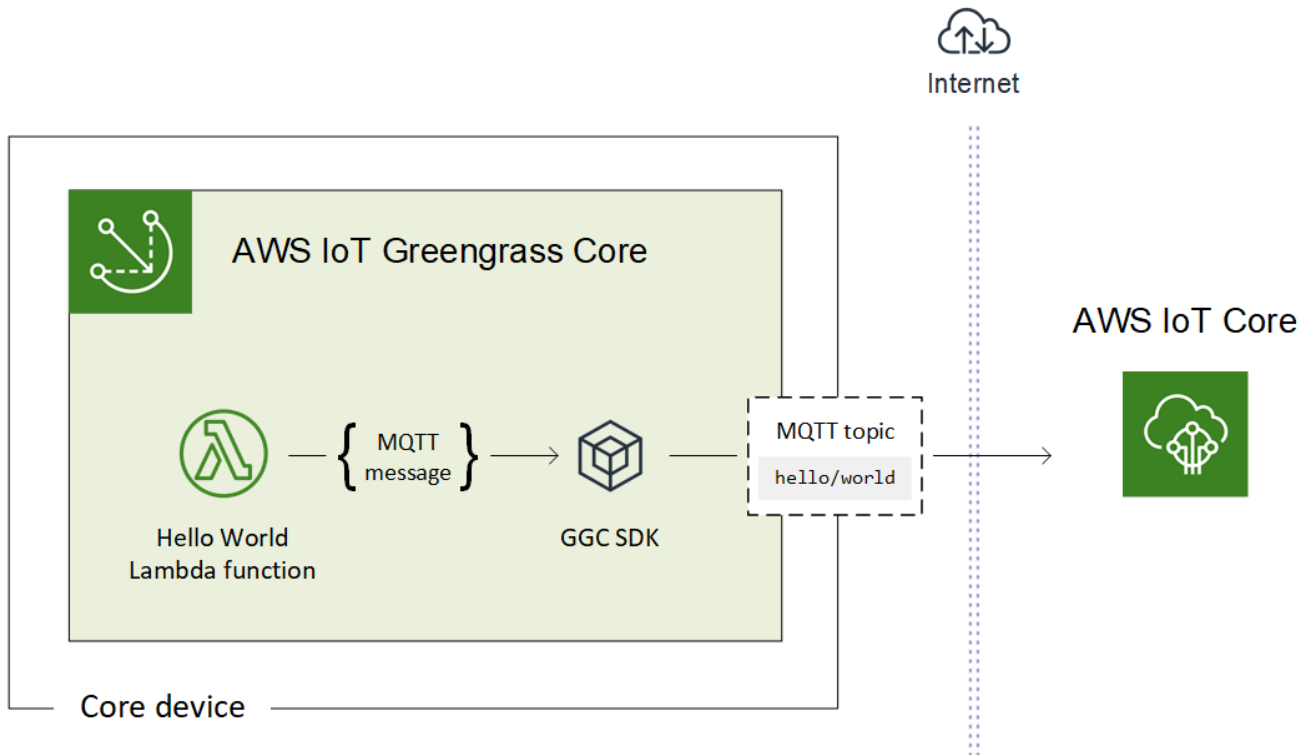 Internet
AWS IoT Greengrass Core
AWS IoT Core
MQTT topic
hello/world
{ MQTT
message }
Hello World
Lambda function
GGC SDK
Core device